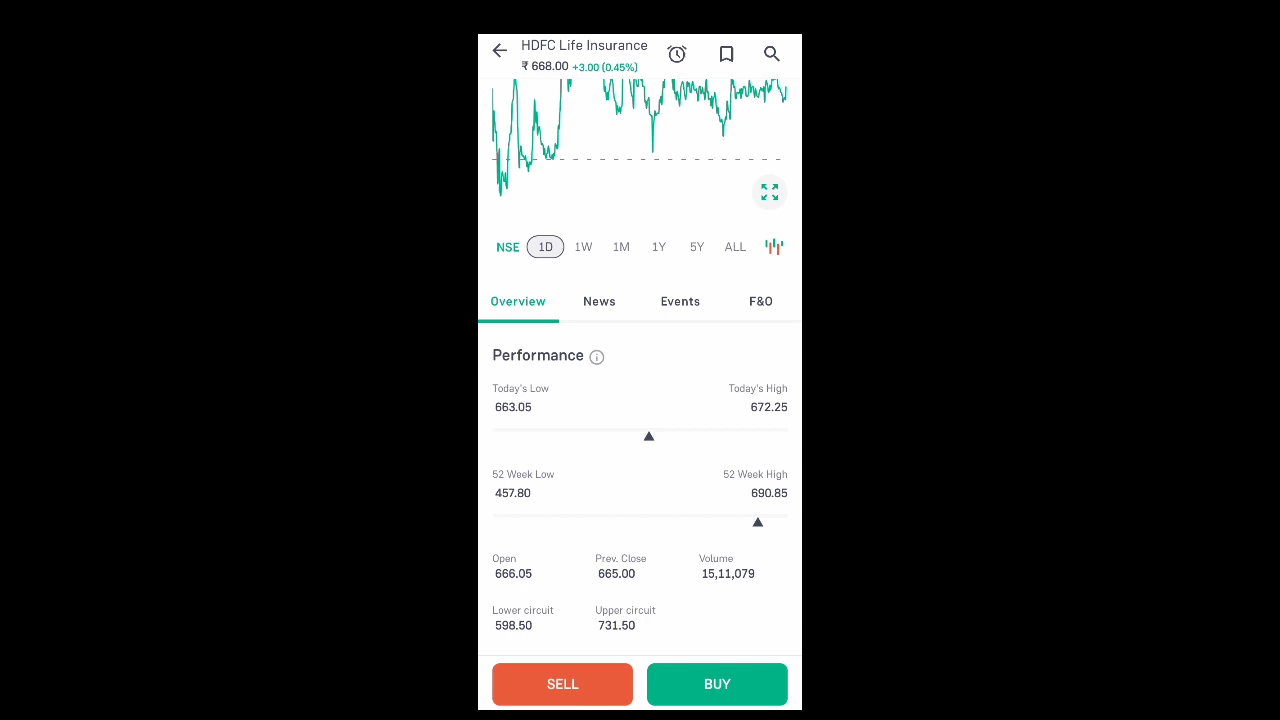 HDFC Life Insurance
₹ 668.00 +3.00 (0.45%)
NSE 1D 1W 1M 1Y 5Y ALL
Overview News Events F&O
Performance
Today's Low Today's High
663.05 672.25
52 Week Low 52 Week High
457.80 690.85
Open Prev. Close Volume
666.05 665.00 15,11,079
Lower circuit Upper circuit
598.50 731.50
SELL BUY